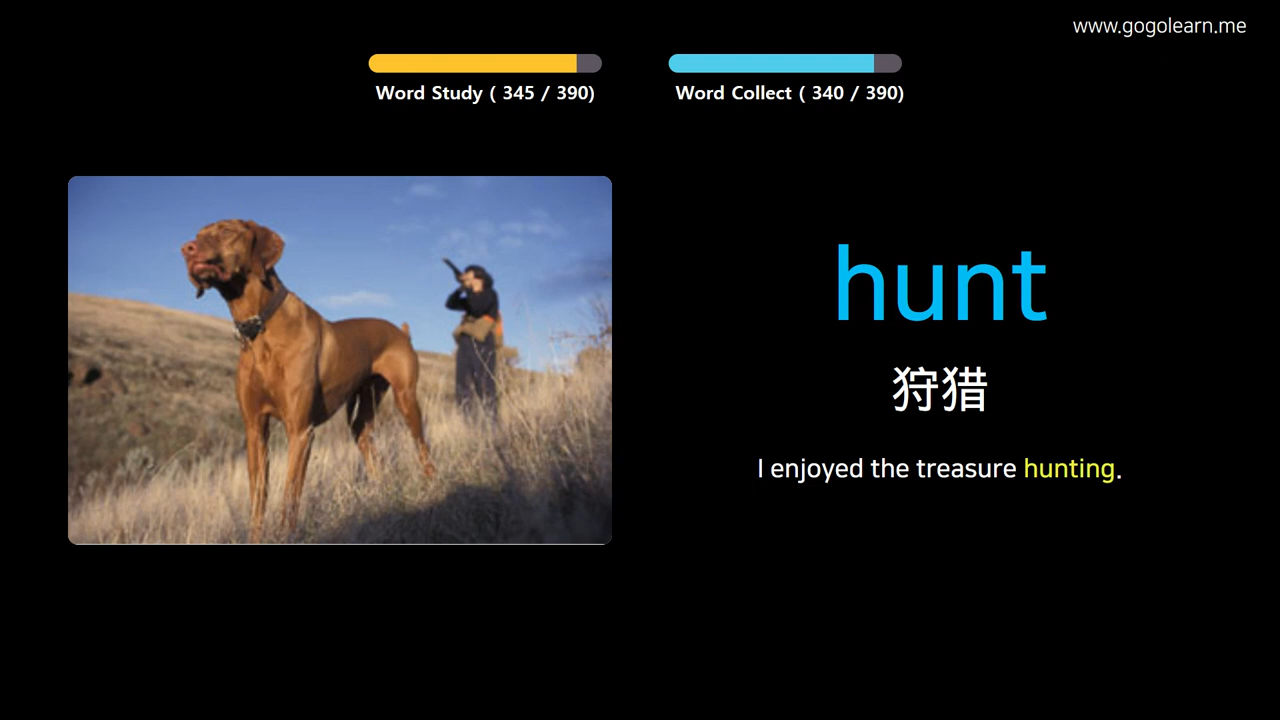 www.gogolearn.me
Word Study ( 345 / 390)
Word Collect ( 340 / 390)
hunt
狩猎
I enjoyed the treasure hunting.